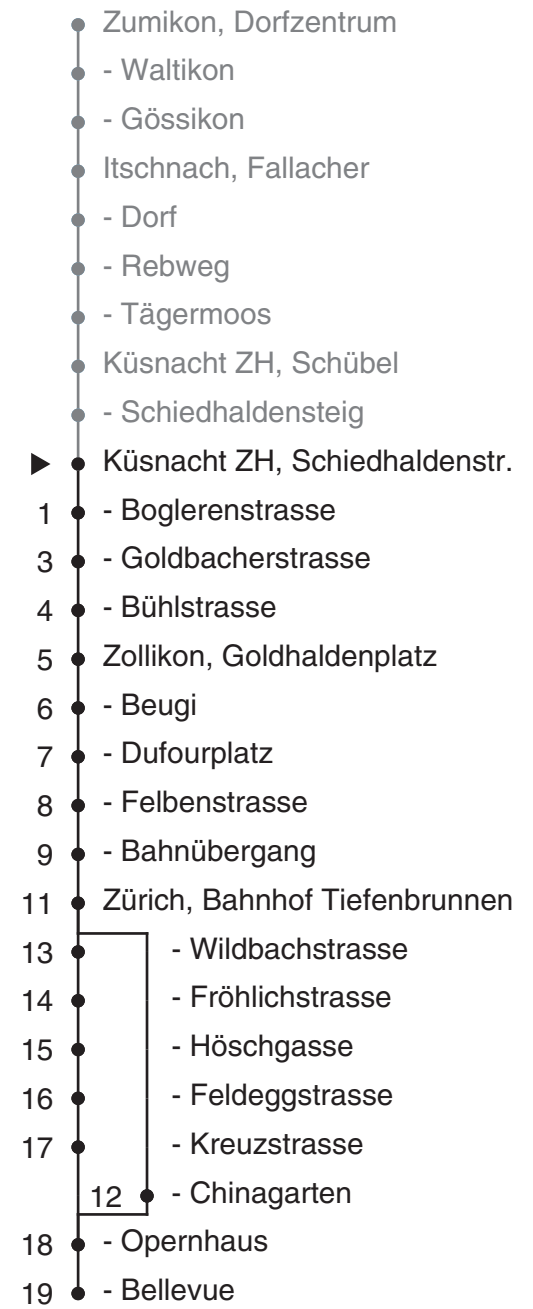 Zumikon, Dorfzentrum
- Waltikon
- Gössikon
Itschnach, Fallacher
- Dorf
- Rebweg
- Tägermoos
Küsnacht ZH, Schübel
- Schiedhaldensteig
Küsnacht ZH, Schiedhaldenstr.
1 - Boglerenstrasse
3 - Goldbacherstrasse
4 - Bühlstrasse
5 Zollikon, Goldhaldenplatz
6 - Beugi
7 - Dufourplatz
8 - Felbenstrasse
9 - Bahnübergang
11 Zürich, Bahnhof Tiefenbrunnen
13 - Wildbachstrasse
14 - Fröhlichstrasse
15 - Höschgasse
16 - Feldeggstrasse
17 - Kreuzstrasse
12 - Chinagarten
18 - Opernhaus
19 - Bellevue